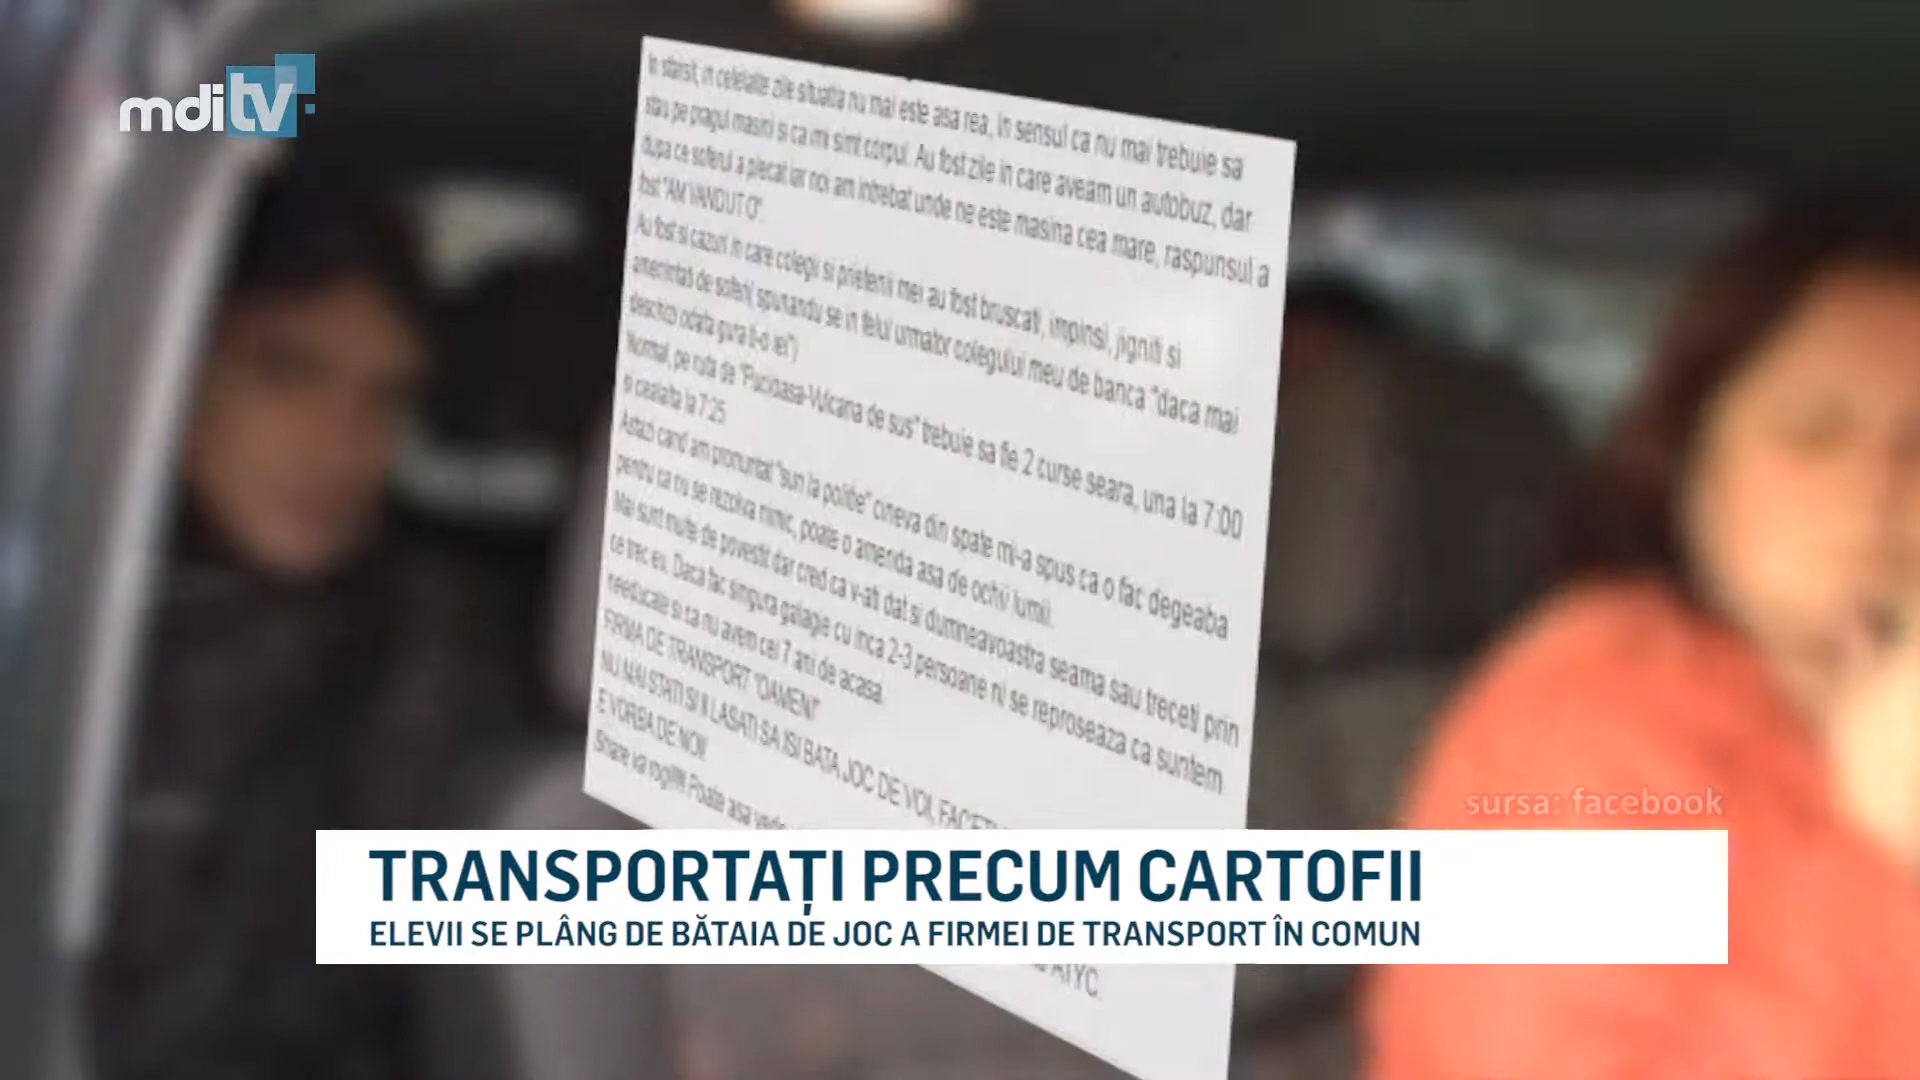 mditv
In sfarsit, in celelalte zile situatia nu mai este asa rea, in sensul ca nu mai trebuie sa
stau pe pragul masinii si ca imi simt corpul. Au fost zile in care aveam un autobuz, dar
dupa ce soferul a plecat iar noi am intrebat unde ne este masina cea mare, raspunsul a
fost "AM VANDUT O".
Au fost si cazuri in care colegii si prietenii mei au fost bruscati, impinsi, jigniti si
amenintati de soferi( spunandu se in felul urmator colegului meu de banca "daca mai
deschizi odata gura ti-o iei")
Normal, pe ruta de "Pucioasa-Vulcana de sus" trebuie sa fie 2 curse seara, una la 7:00
si cealalta la 7:25
Astazi cand am pronuntat "sun la politie" cineva din spate mi-a spus ca o fac degeaba
pentru ca nu se rezolva nimic, poate o amenda asa de ochii lumii.
Mai sunt multe de povestit dar cred ca v-ati dat si dumneavoastra seama sau treceti prin
ce trec eu. Daca fac singura galagie cu inca 2-3 persoane ni se reproseaza ca suntem
needucate si ca nu avem cei 7 ani de acasa.
FIRMA DE TRANSPORT "OAMENI"
NU MAI STATI SI II LASATI SA ISI BATA JOC DE VOI, FACETI
E VORBA DE NOI!
Share va rog!!!! Poate asa vede
ATYC.
sursa: facebook
TRANSPORTAȚI PRECUM CARTOFII
ELEVII SE PLÂNG DE BĂTAIA DE JOC A FIRMEI DE TRANSPORT ÎN COMUN